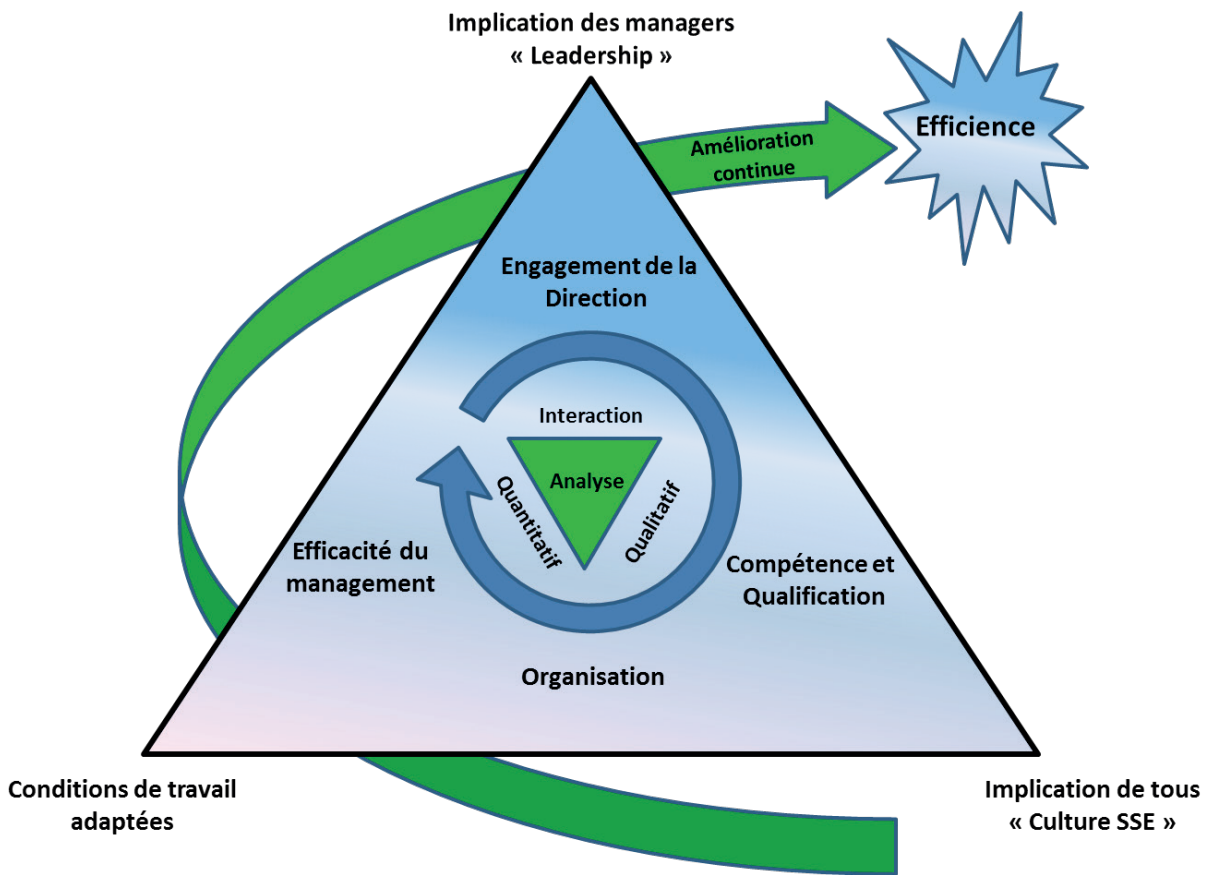 Implication des managers
« Leadership »
Efficience
Amélioration
continue
Engagement de la
Direction
Interaction
Analyse
Quantitatif
Qualitatif
Efficacité du
management
Compétence et
Qualification
Organisation
Conditions de travail
adaptées
Implication de tous
« Culture SSE »